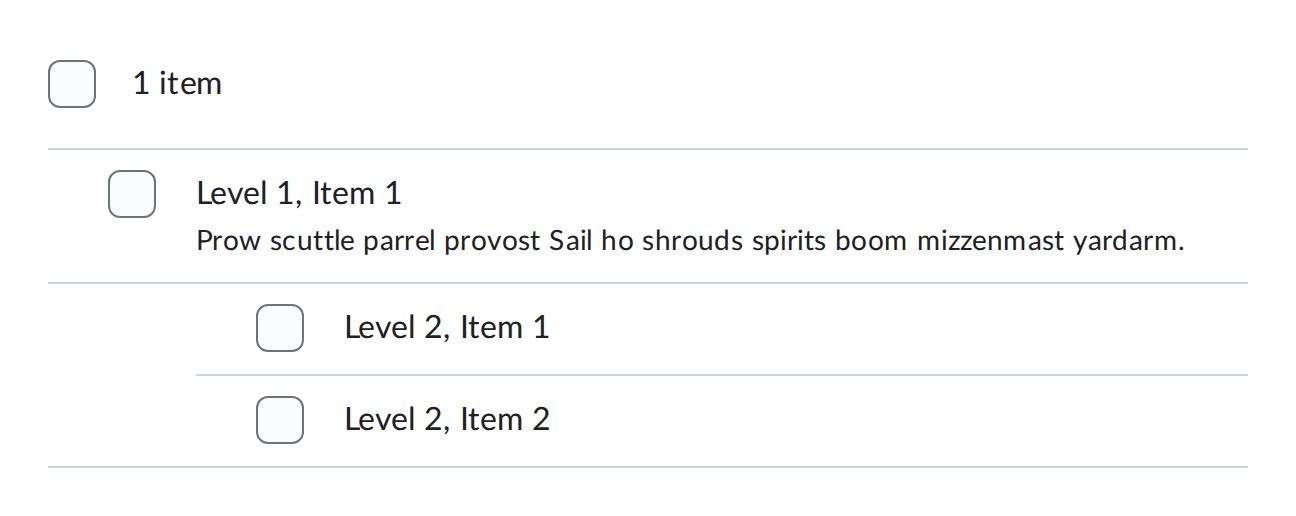 1 item
Level 1, Item 1
Prow scuttle parrel provost Sail ho shrouds spirits boom mizzenmast yardarm.
Level 2, Item 1
Level 2, Item 2